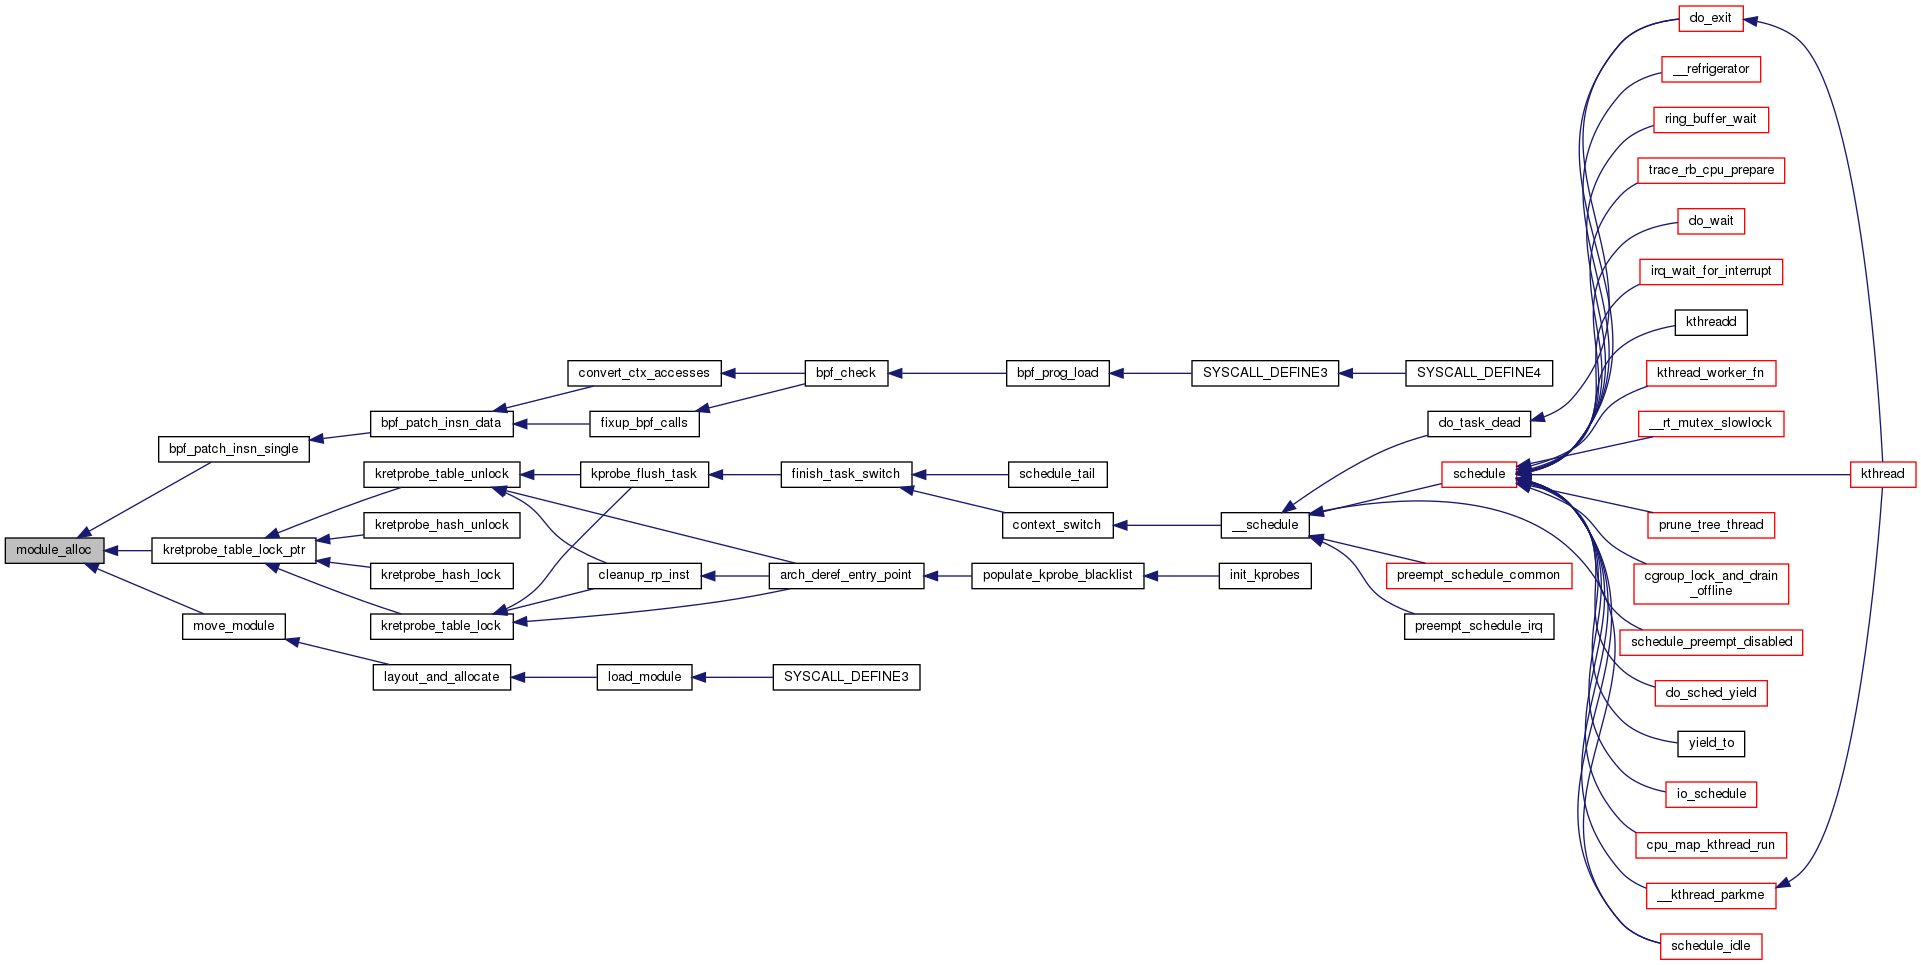 do_exit
__refrigerator
ring_buffer_wait
trace_rb_cpu_prepare
do_wait
irq_wait_for_interrupt
kthreadd
convert_ctx_accesses
bpf_check
bpf_prog_load
SYSCALL_DEFINE3
SYSCALL_DEFINE4
kthread_worker_fn
bpf_patch_insn_data
fixup_bpf_calls
do_task_dead
__rt_mutex_slowlock
bpf_patch_insn_single
kretprobe_table_unlock
kprobe_flush_task
finish_task_switch
schedule_tail
schedule
kthread
kretprobe_hash_unlock
context_switch
__schedule
prune_tree_thread
module_alloc
kretprobe_table_lock_ptr
kretprobe_hash_lock
cleanup_rp_inst
arch_deref_entry_point
populate_kprobe_blacklist
init_kprobes
preempt_schedule_common
cgroup_lock_and_drain
_offline
move_module
kretprobe_table_lock
preempt_schedule_irq
schedule_preempt_disabled
layout_and_allocate
load_module
SYSCALL_DEFINE3
do_sched_yield
yield_to
io_schedule
cpu_map_kthread_run
__kthread_parkme
schedule_idle